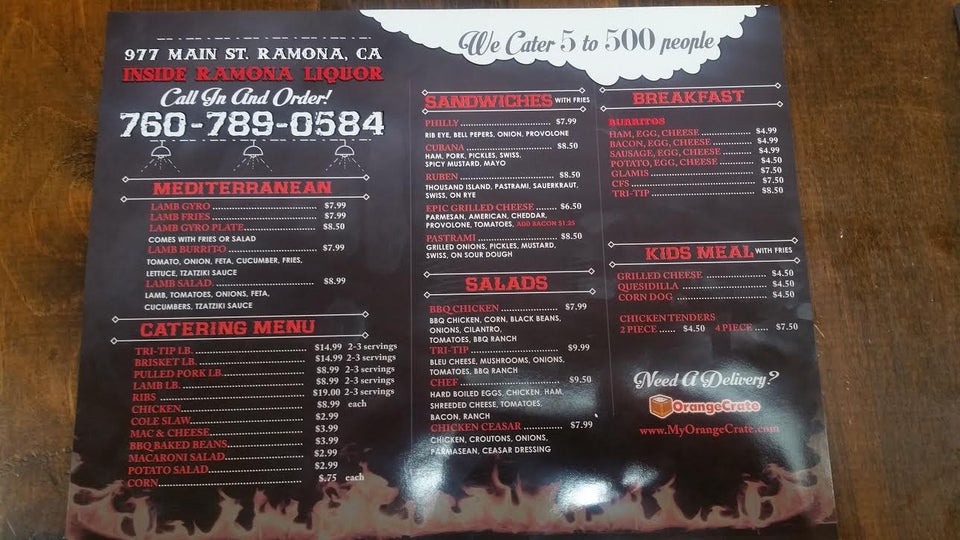 977 MAIN ST. RAMONA, CA
INSIDE RAMONA LIQUOR
Call In And Order!
760-789-0584
We Cater 5 to 500 people
MEDITERRANEAN
LAMB GYRO $7.99
LAMB FRIES $7.99
LAMB GYRO PLATE $8.50
COMES WITH FRIES OR SALAD
LAMB BURRITO $7.99
TOMATO, ONION, FETA, CUCUMBER, FRIES,
LETTUCE, TZATZIKI SAUCE
LAMB SALAD $8.99
LAMB, TOMATOES, ONIONS, FETA,
CUCUMBERS, TZATZIKI SAUCE
CATERING MENU
TRI-TIP LB. $14.99 2-3 servings
BRISKET LB. $14.99 2-3 servings
PULLED PORK LB. $8.99 2-3 servings
LAMB LB. $8.99 2-3 servings
RIBS $19.00 2-3 servings
CHICKEN $8.99 each
COLE SLAW $2.99
MAC & CHEESE $3.99
BBQ BAKED BEANS $3.99
MACARONI SALAD $2.99
POTATO SALAD $2.99
CORN $.75 each
SANDWICHES WITH FRIES
PHILLY $7.99
RIB EYE, BELL PEPERS, ONION, PROVOLONE
CUBANA $8.50
HAM, PORK, PICKLES, SWISS,
SPICY MUSTARD, MAYO
RUBEN $8.50
THOUSAND ISLAND, PASTRAMI, SAUERKRAUT,
SWISS, ON RYE
EPIC GRILLED CHEESE $6.50
PARMESAN, AMERICAN, CHEDDAR,
PROVOLONE, TOMATOES, ADD BACON $1.25
PASTRAMI $8.50
GRILLED ONIONS, PICKLES, MUSTARD,
SWISS, ON SOUR DOUGH
SALADS
BBQ CHICKEN $7.99
BBQ CHICKEN, CORN, BLACK BEANS,
ONIONS, CILANTRO,
TOMATOES, BBQ RANCH
TRI-TIP $9.99
BLEU CHEESE, MUSHROOMS, ONIONS,
TOMATOES, BBQ RANCH
CHEF $9.50
HARD BOILED EGGS, CHICKEN, HAM,
SHREEDED CHEESE, TOMATOES,
BACON, RANCH
CHICKEN CEASAR $7.99
CHICKEN, CROUTONS, ONIONS,
PARMASEAN, CEASAR DRESSING
BREAKFAST
BURRITOS
HAM, EGG, CHEESE $4.99
BACON, EGG, CHEESE $4.99
SAUSAGE, EGG, CHEESE $4.99
POTATO, EGG, CHEESE $4.50
GLAMIS $7.50
CFS $7.50
TRI-TIP $8.50
KIDS MEAL WITH FRIES
GRILLED CHEESE $4.50
QUESIDILLA $4.50
CORN DOG $4.50
CHICKEN TENDERS
2 PIECE $4.50 4 PIECE $7.50
Need A Delivery?
OrangeCrate
www.MyOrangeCrate.com